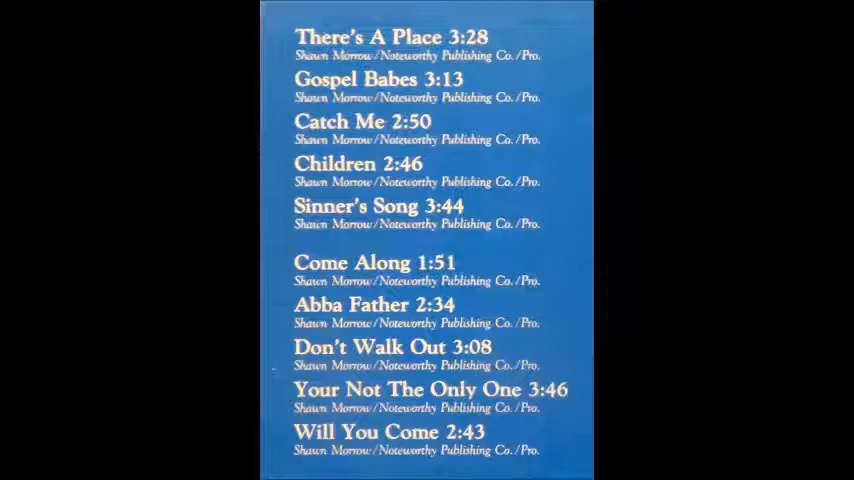 There's A Place 3:28
Shawn Morrow/Noteworthy Publishing Co./Pro.
Gospel Babes 3:13
Shawn Morrow/Noteworthy Publishing Co./Pro.
Catch Me 2:50
Shawn Morrow/Noteworthy Publishing Co./Pro.
Children 2:46
Shawn Morrow/Noteworthy Publishing Co./Pro.
Sinner's Song 3:44
Shawn Morrow/Noteworthy Publishing Co./Pro.
Come Along 1:51
Shawn Morrow/Noteworthy Publishing Co./Pro.
Abba Father 2:34
Shawn Morrow/Noteworthy Publishing Co./Pro.
Don't Walk Out 3:08
Shawn Morrow/Noteworthy Publishing Co./Pro.
Your Not The Only One 3:46
Shawn Morrow/Noteworthy Publishing Co./Pro.
Will You Come 2:43
Shawn Morrow/Noteworthy Publishing Co./Pro.